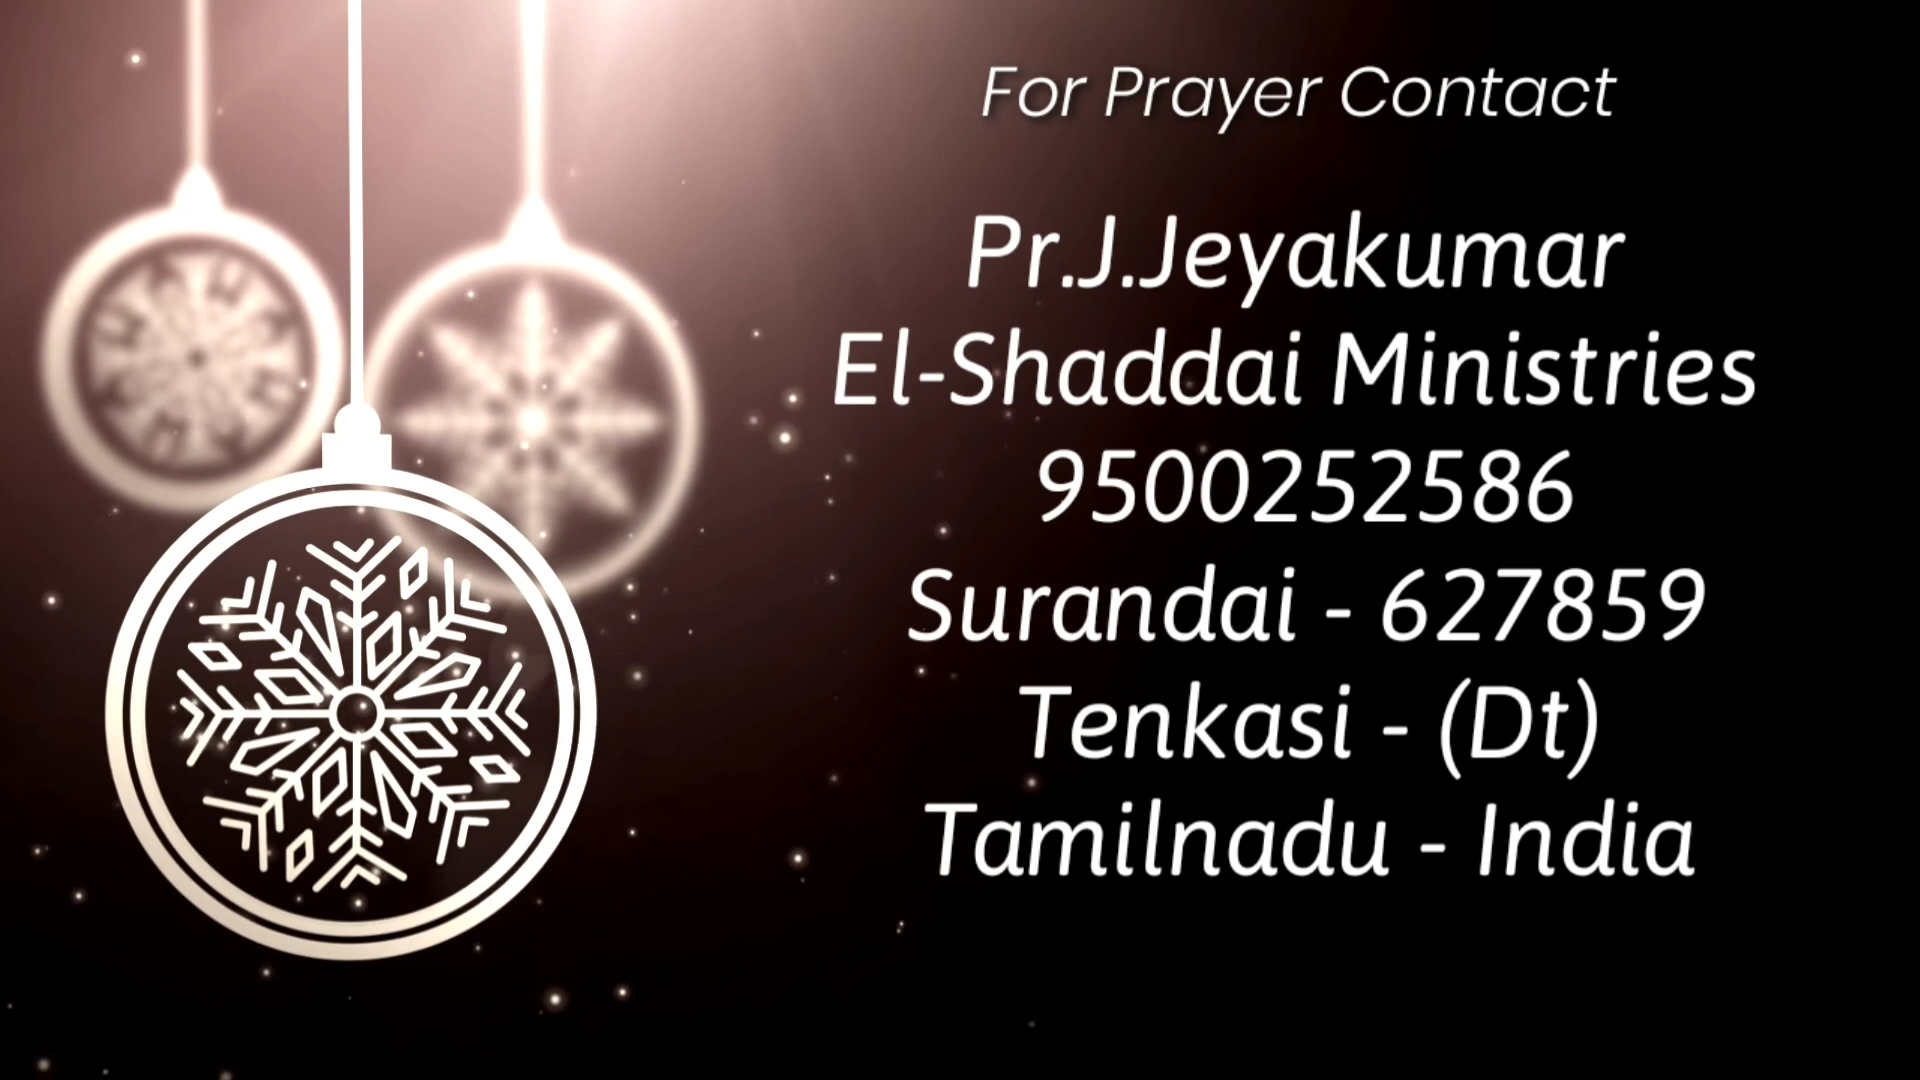 For Prayer Contact
Pr.J.Jeyakumar
El-Shaddai Ministries
9500252586
Surandai - 627859
Tenkasi - (Dt)
Tamilnadu - India